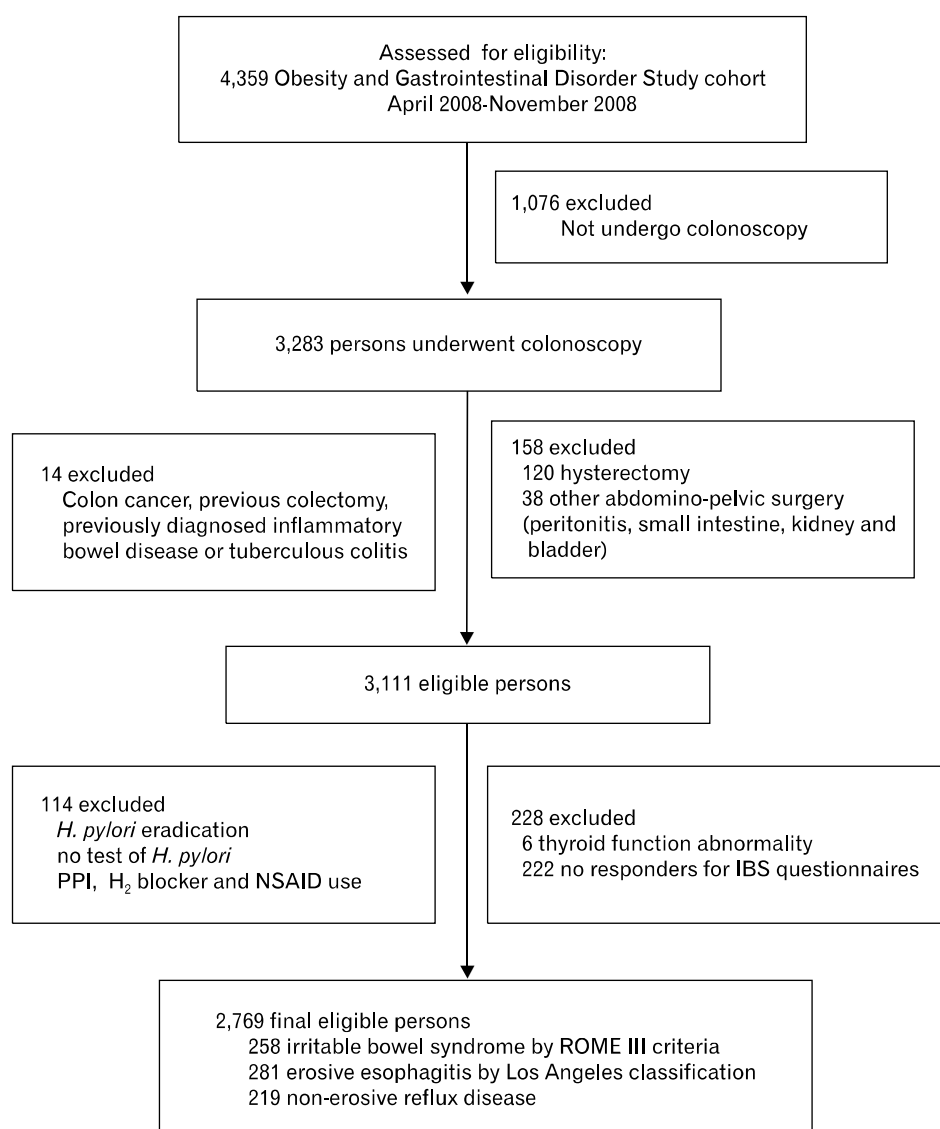 Assessed for eligibility:
4,359 Obesity and Gastrointestinal Disorder Study cohort
April 2008-November 2008
1,076 excluded
Not undergo colonoscopy
3,283 persons underwent colonoscopy
14 excluded
Colon cancer, previous colectomy,
previously diagnosed inflammatory
bowel disease or tuberculous colitis
158 excluded
120 hysterectomy
38 other abdomino-pelvic surgery
(peritonitis, small intestine, kidney and
bladder)
3,111 eligible persons
114 excluded
H. pylori eradication
no test of H. pylori
PPI, H₂ blocker and NSAID use
228 excluded
6 thyroid function abnormality
222 no responders for IBS questionnaires
2,769 final eligible persons
258 irritable bowel syndrome by ROME III criteria
281 erosive esophagitis by Los Angeles classification
219 non-erosive reflux disease